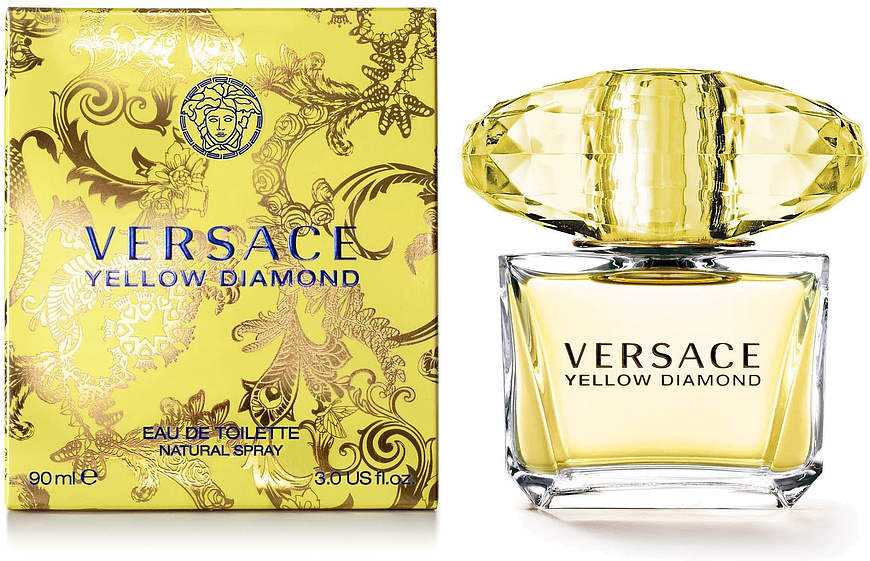 VERSACE
YELLOW DIAMOND
EAU DE TOILETTE
NATURAL SPRAY
90 ml ℮ 3.0 US fl.oz.
VERSACE
YELLOW DIAMOND